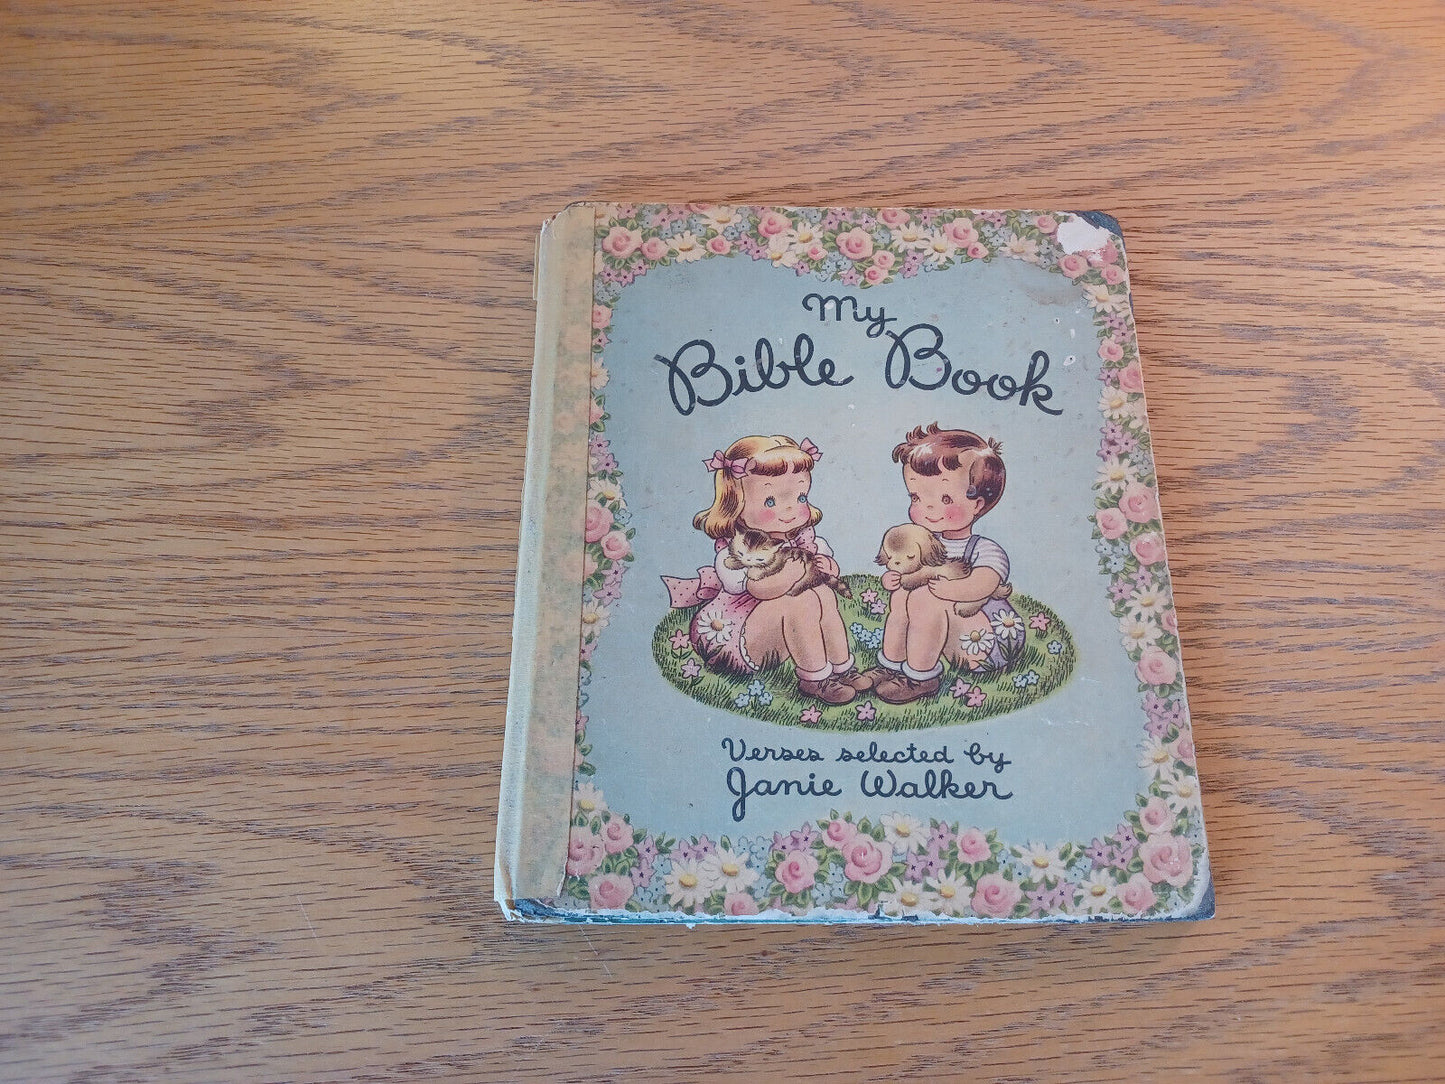 My
Bible Book
Verses selected by
Janie Walker